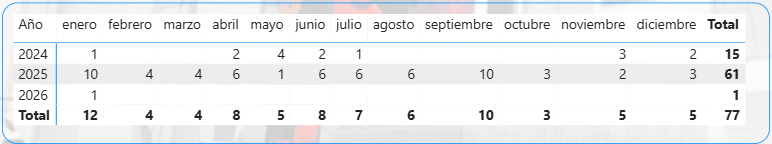 Año enero febrero marzo abril mayo junio julio agosto septiembre octubre noviembre diciembre Total
2024 1 2 4 2 1 3 2 15
2025 10 4 4 6 1 6 6 6 10 3 2 3 61
2026 1 1
Total 12 4 4 8 5 8 7 6 10 3 5 5 77